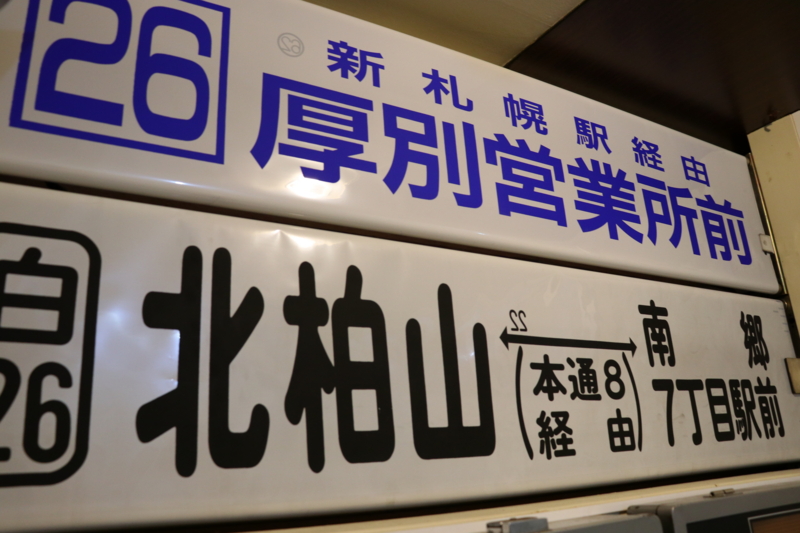 26
新札幌駅経由
厚別営業所前
白
26
北柏山
22
(本通8
経由)
南郷
7丁目駅前